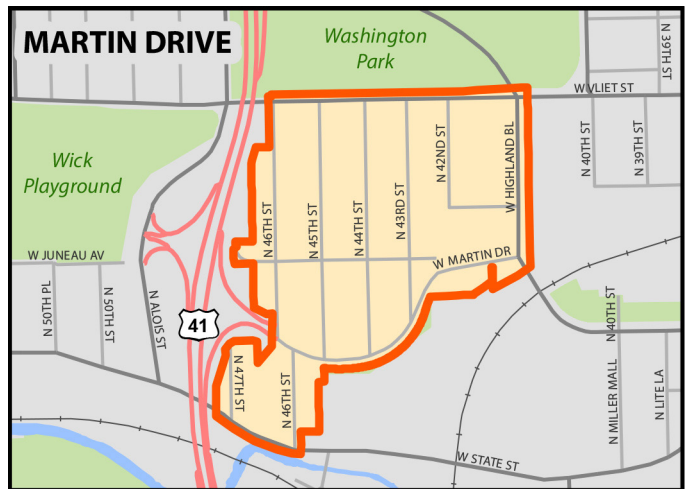 MARTIN DRIVE
Washington
Park
N 39TH ST
W VLIET ST
Wick
Playground
N 42ND ST
W HIGHLAND BL
N 40TH ST
N 39TH ST
N 46TH ST
N 45TH ST
N 44TH ST
N 43RD ST
W MARTIN DR
W JUNEAU AV
N 50TH PL
N 50TH ST
N ALOIS ST
41
N 40TH ST
N 47TH ST
N 46TH ST
N MILLER MALL
N LITE LA
W STATE ST